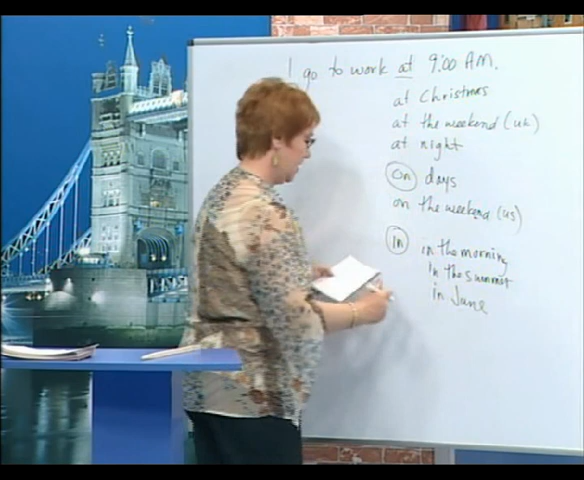 I go to work at 9:00 AM.
at Christmas
at the weekend (uk)
at night
on days
on the weekend (us)
in in the morning
in the summer
in June